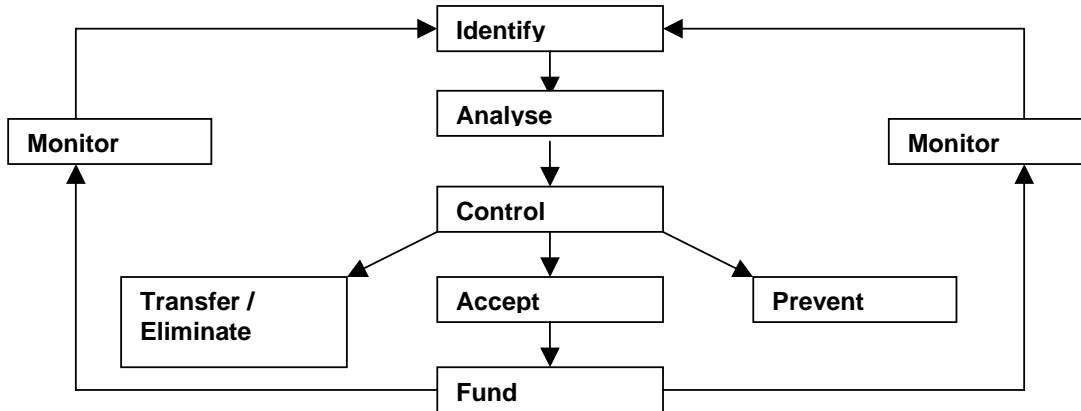 Identify
Analyse
Monitor
Monitor
Control
Transfer /
Eliminate
Accept
Prevent
Fund